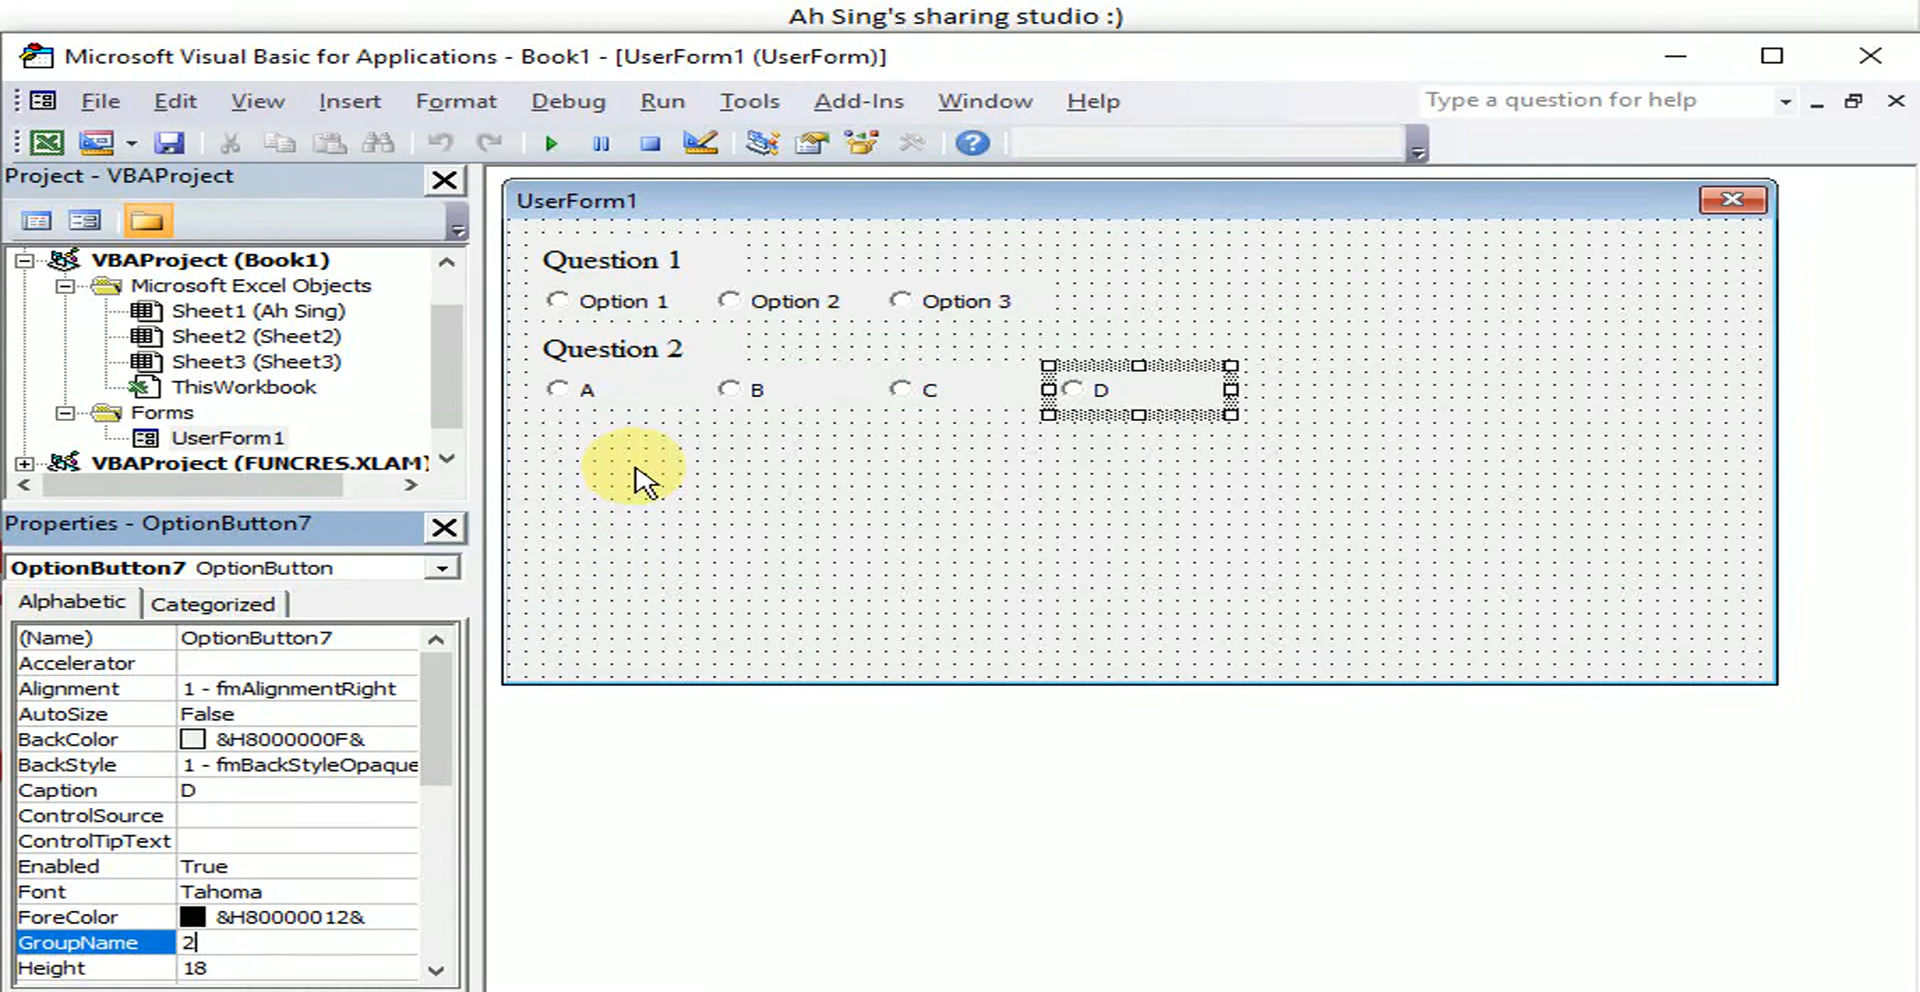 Ah Sing's sharing studio :)
Microsoft Visual Basic for Applications - Book1 - [UserForm1 (UserForm)]
File Edit View Insert Format Debug Run Tools Add-Ins Window Help Type a question for help
Project - VBAProject
VBAProject (Book1)
Microsoft Excel Objects
Sheet1 (Ah Sing)
Sheet2 (Sheet2)
Sheet3 (Sheet3)
ThisWorkbook
Forms
UserForm1
VBAProject (FUNCRES.XLAM)
Properties - OptionButton7
OptionButton7 OptionButton
Alphabetic Categorized
(Name) OptionButton7
Accelerator
Alignment 1 - fmAlignmentRight
AutoSize False
BackColor &H8000000F&
BackStyle 1 - fmBackStyleOpaque
Caption D
ControlSource
ControlTipText
Enabled True
Font Tahoma
ForeColor &H80000012&
GroupName 2
Height 18
UserForm1
Question 1
Option 1 Option 2 Option 3
Question 2
A B C D